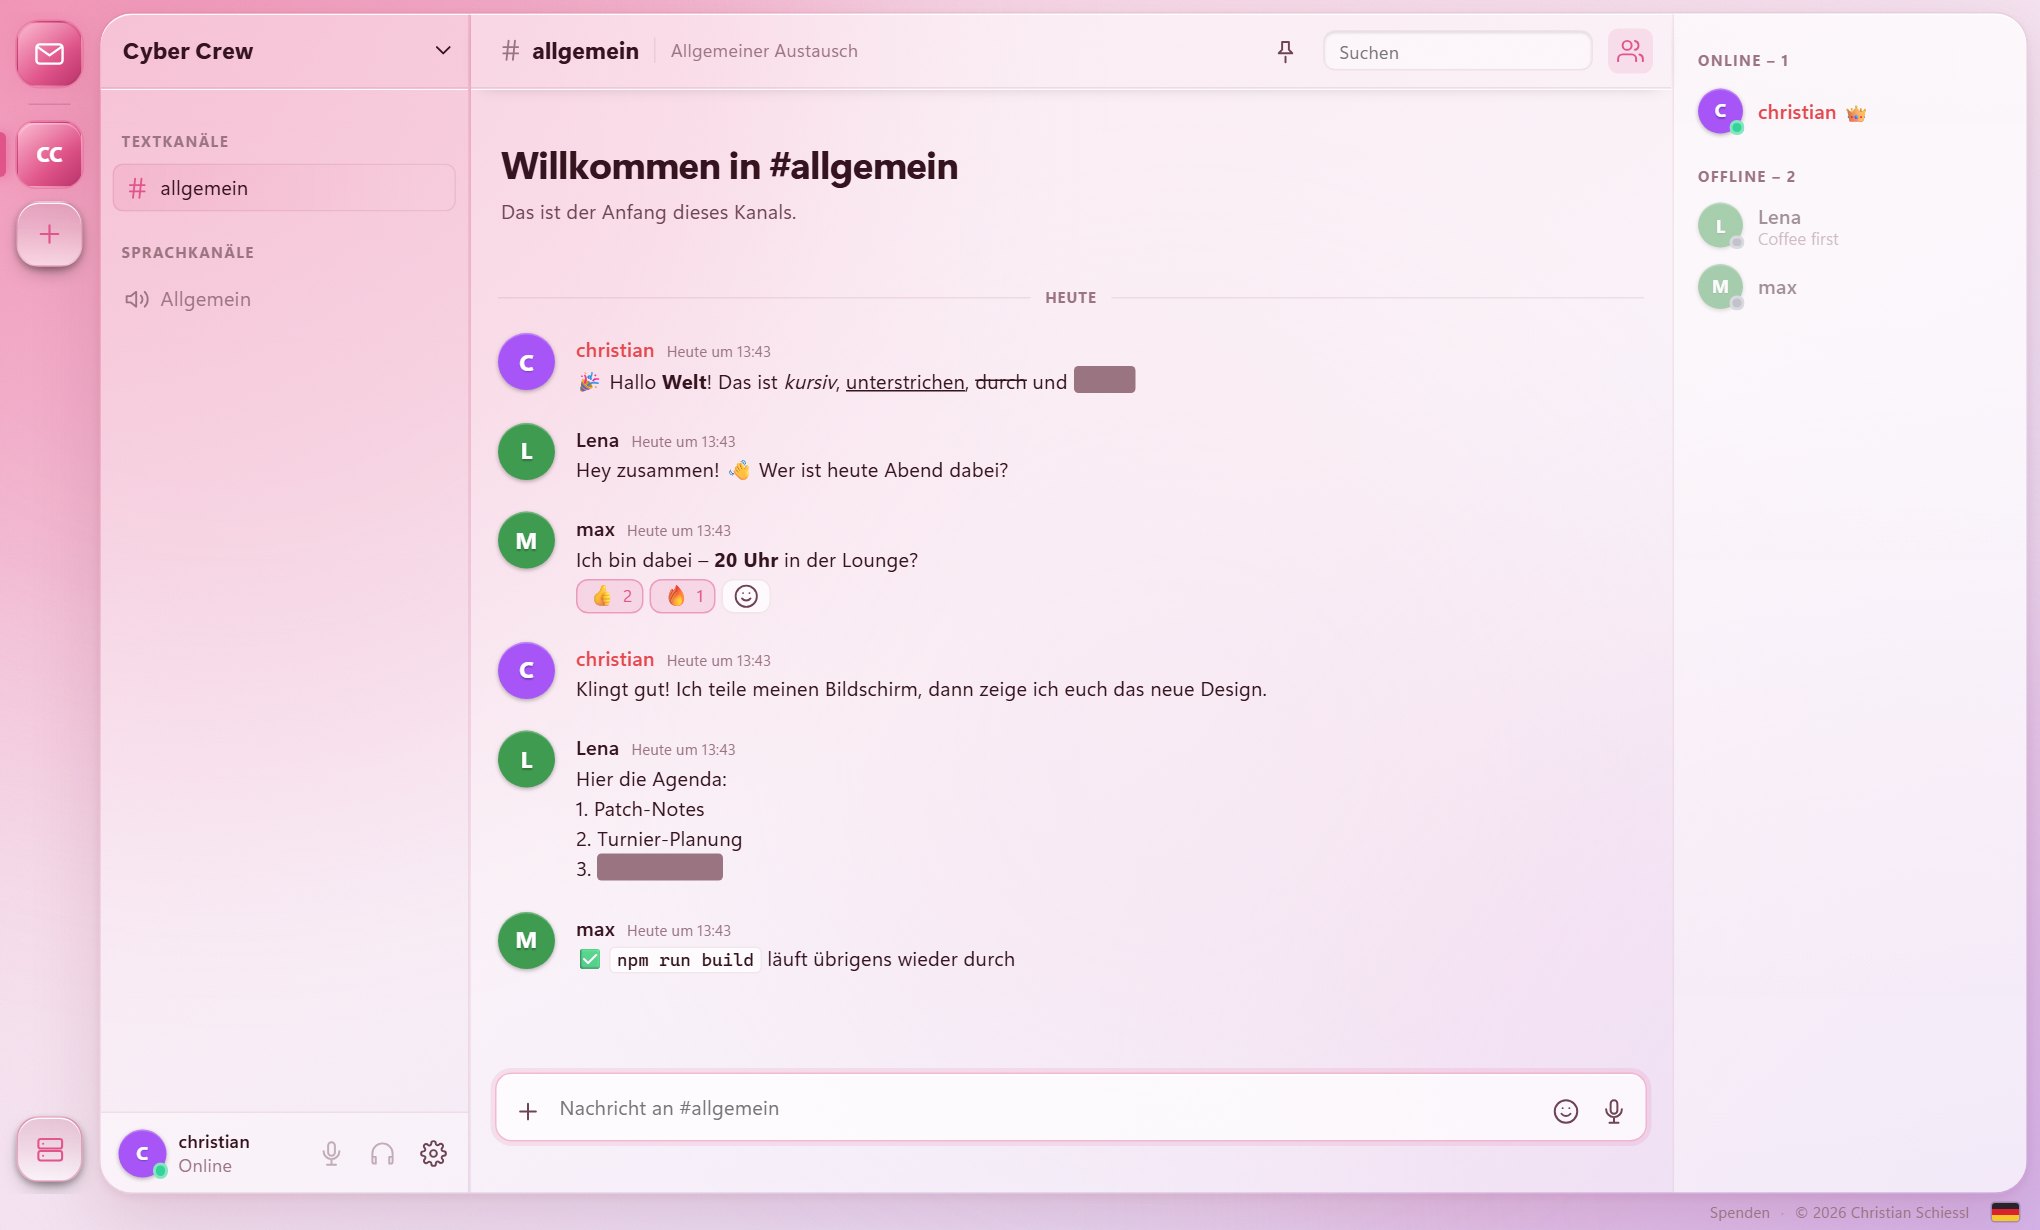 Cyber Crew
# allgemein
Allgemeiner Austausch
Suchen
CC
TEXTKANÄLE
# allgemein
SPRACHKANÄLE
Allgemein
Willkommen in #allgemein
Das ist der Anfang dieses Kanals.
HEUTE
C
christian Heute um 13:43
🎉 Hallo Welt! Das ist kursiv, unterstrichen, durch und
L
Lena Heute um 13:43
Hey zusammen! 👋 Wer ist heute Abend dabei?
M
max Heute um 13:43
Ich bin dabei – 20 Uhr in der Lounge?
👍 2 🔥 1
C
christian Heute um 13:43
Klingt gut! Ich teile meinen Bildschirm, dann zeige ich euch das neue Design.
L
Lena Heute um 13:43
Hier die Agenda:
1. Patch-Notes
2. Turnier-Planung
3.
M
max Heute um 13:43
✅ npm run build läuft übrigens wieder durch
Nachricht an #allgemein
C
christian
Online
ONLINE – 1
C
christian
OFFLINE – 2
L
Lena
Coffee first
M
max
Spenden · © 2026 Christian Schiessl